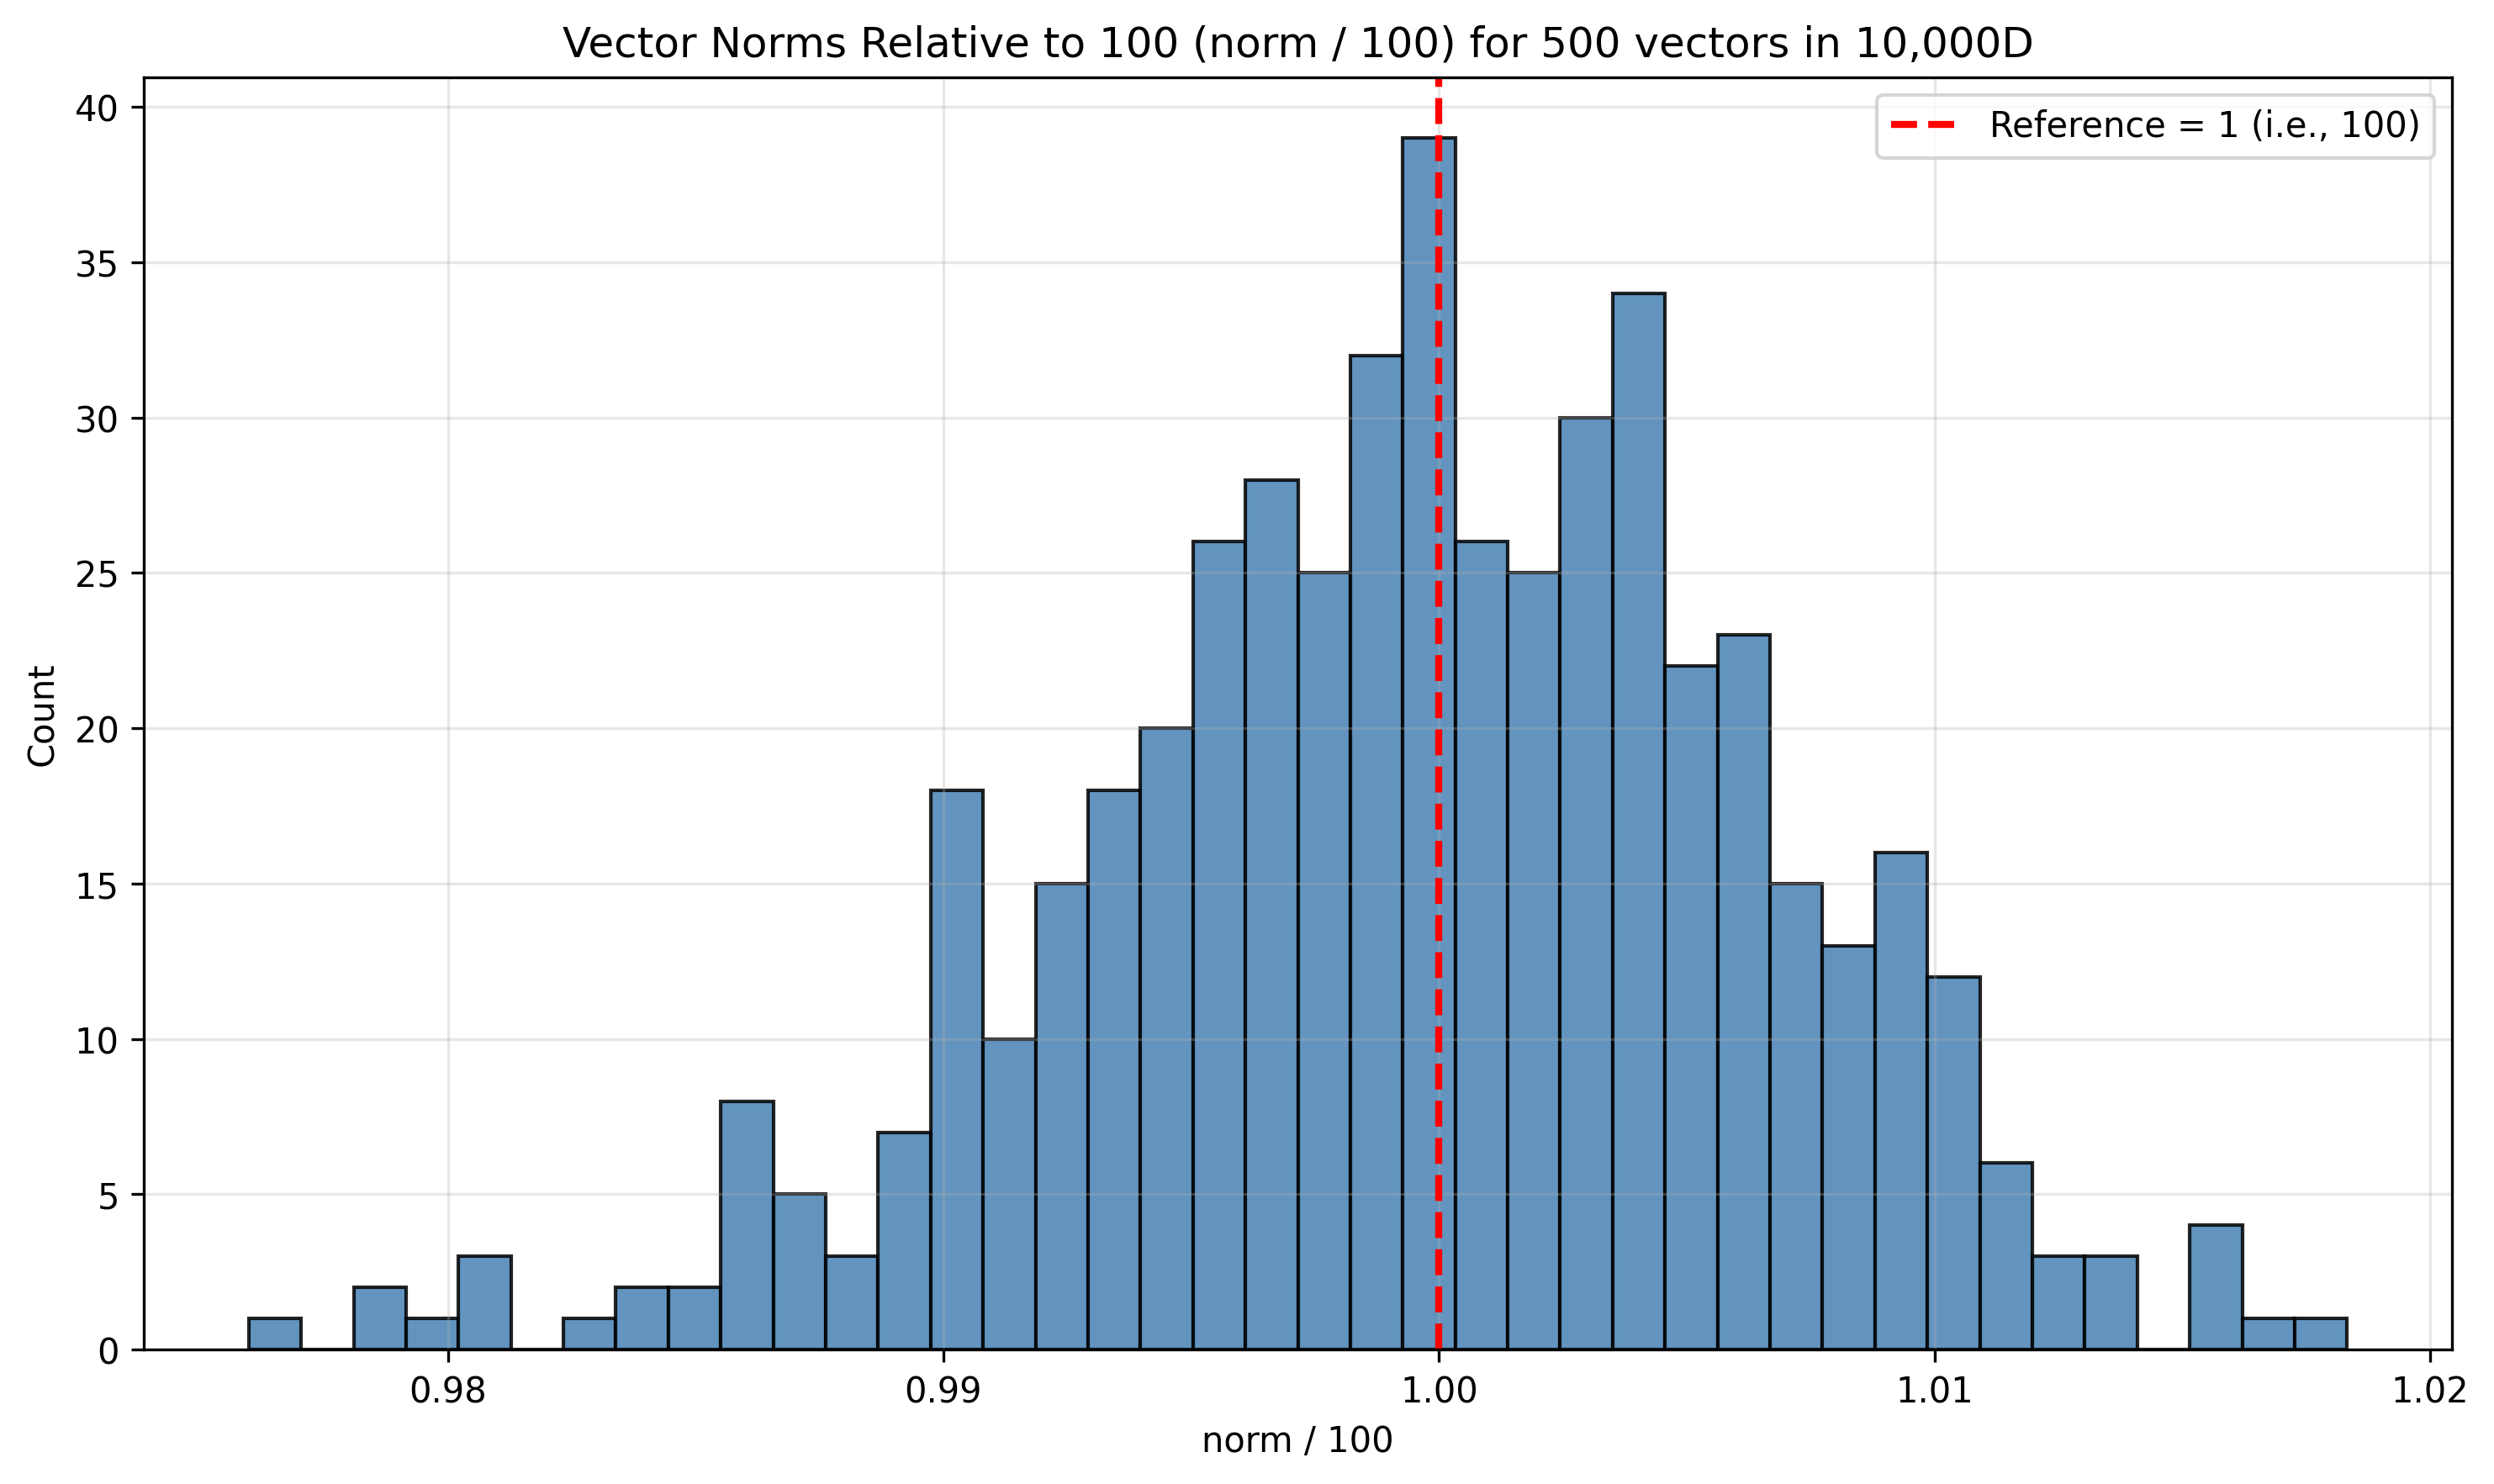 Vector Norms Relative to 100 (norm / 100) for 500 vectors in 10,000D
Reference = 1 (i.e., 100)
40
35
30
25
20
15
10
5
0
Count
0.98 0.99 1.00 1.01 1.02
norm / 100